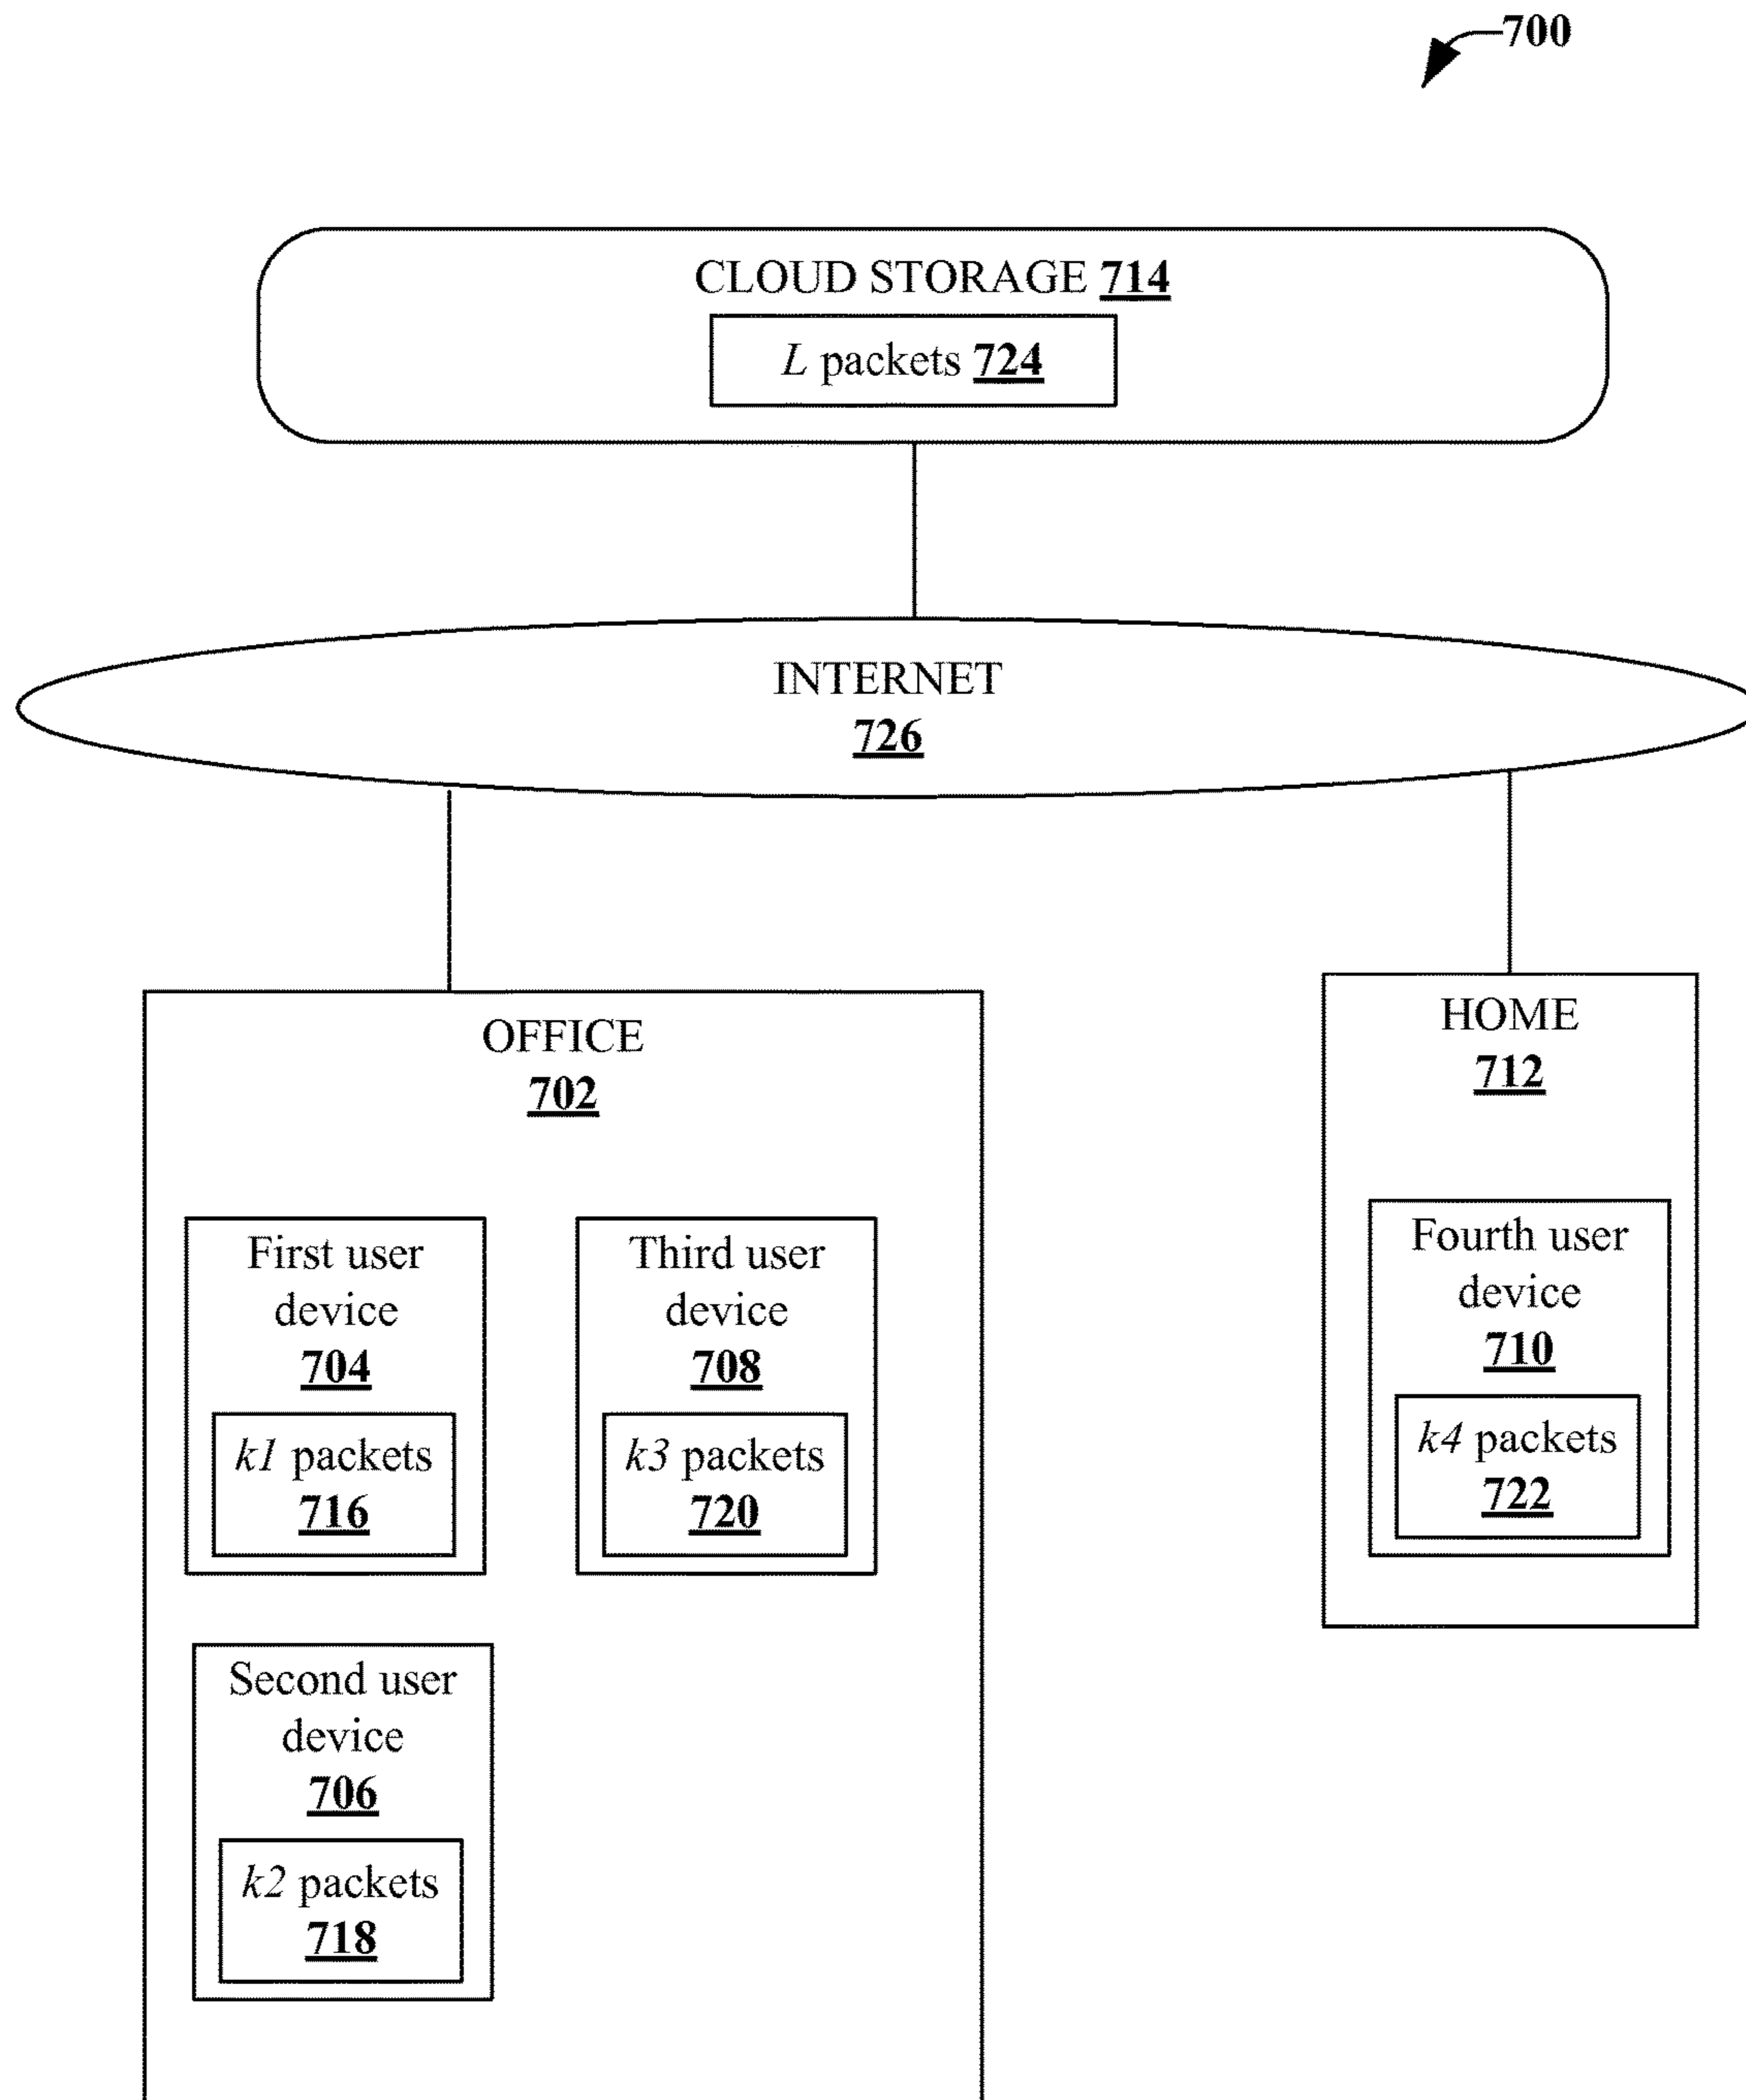 700
CLOUD STORAGE 714
L packets 724
INTERNET
726
OFFICE
702
First user
device
704
k1 packets
716
Third user
device
708
k3 packets
720
Second user
device
706
k2 packets
718
HOME
712
Fourth user
device
710
k4 packets
722